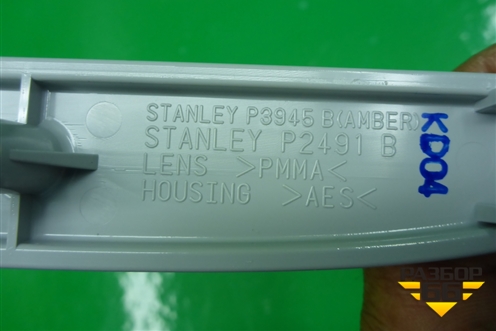 STANLEY P3945 B(AMBER)
STANLEY P2491 B
LENS >PMMA<
HOUSING >AES<
KD04
РАЗБОР